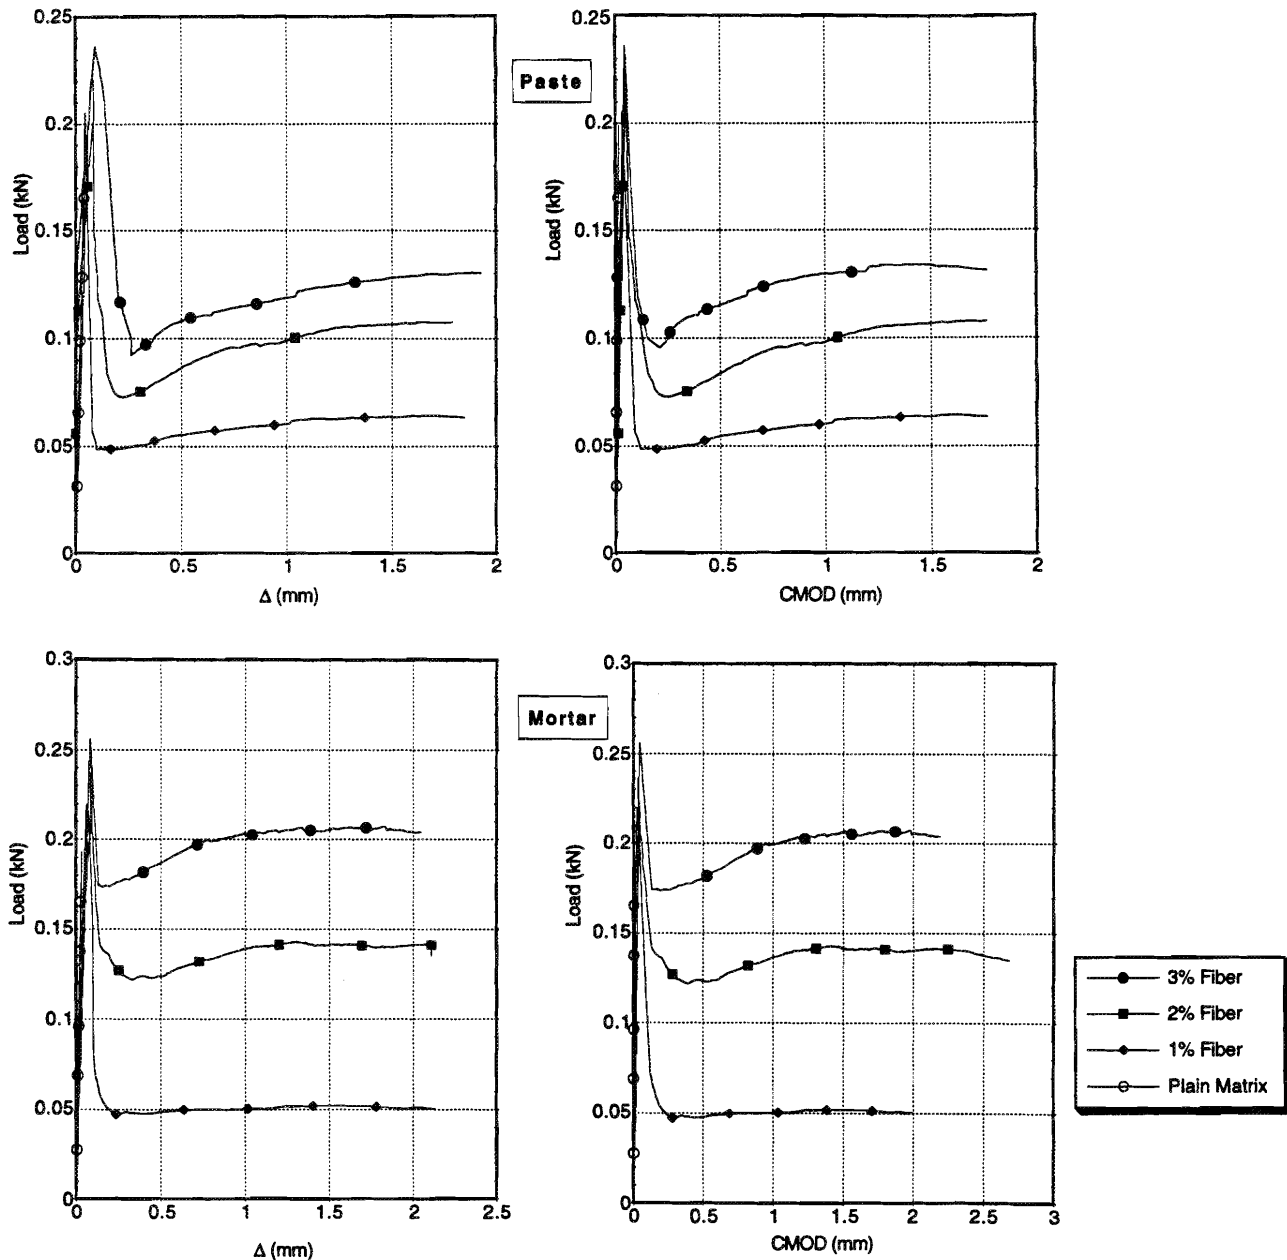 0.25
0.2
0.15
0.1
0.05
0
Load (kN)
0 0.5 1 1.5 2
Δ (mm)
Paste
0.25
0.2
0.15
0.1
0.05
0
Load (kN)
0 0.5 1 1.5 2
CMOD (mm)
0.3
0.25
0.2
0.15
0.1
0.05
0
Load (kN)
0 0.5 1 1.5 2 2.5
Δ (mm)
Mortar
0.3
0.25
0.2
0.15
0.1
0.05
0
Load (kN)
0 0.5 1 1.5 2 2.5 3
CMOD (mm)
3% Fiber
2% Fiber
1% Fiber
Plain Matrix